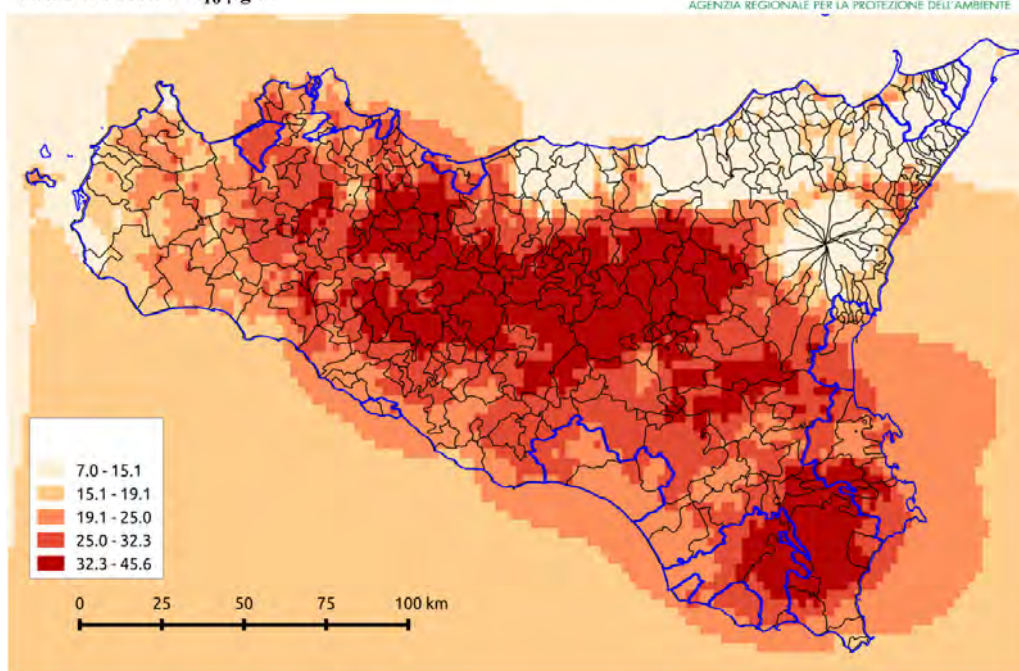 AGENZIA REGIONALE PER LA PROTEZIONE DELL'AMBIENTE
7.0 - 15.1
15.1 - 19.1
19.1 - 25.0
25.0 - 32.3
32.3 - 45.6
0 25 50 75 100 km